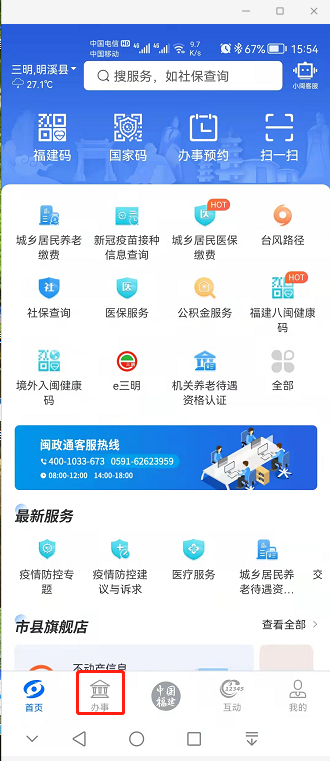 中国电信 HD 4G 4G 9.7 67% 15:54
中国移动 K/s
三明,明溪县
27.1℃
搜服务，如社保查询
小闽客服
福建码 国家码 办事预约 扫一扫
HOT
城乡居民养老缴费 新冠疫苗接种信息查询 城乡居民医保缴费 台风路径
HOT
社保查询 医保服务 公积金服务 福建八闽健康码
境外入闽健康码 e三明 机关养老待遇资格认证 全部
闽政通客服热线
400-1033-673 0591-62623959
08:00-12:00 14:00-18:00
最新服务
疫情防控专题 疫情防控建议与诉求 医疗服务 城乡居民养老待遇资… 交
市县旗舰店 查看全部
不动产信息
12345
首页 办事 中国福建 互动 我的